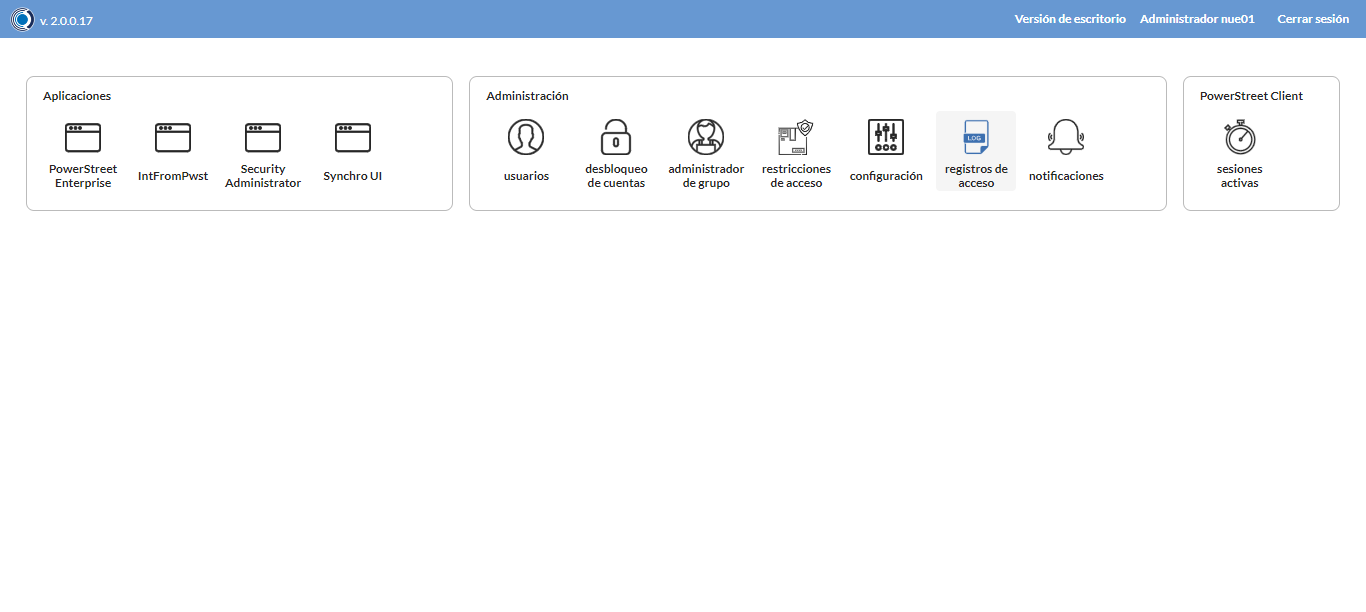 v. 2.0.0.17
Versión de escritorio
Administrador nue01
Cerrar sesión
Aplicaciones
PowerStreet
Enterprise
IntFromPwst
Security
Administrator
Synchro UI
Administración
usuarios
desbloqueo
de cuentas
administrador
de grupo
restricciones
de acceso
configuración
LOG
registros de
acceso
notificaciones
PowerStreet Client
sesiones
activas